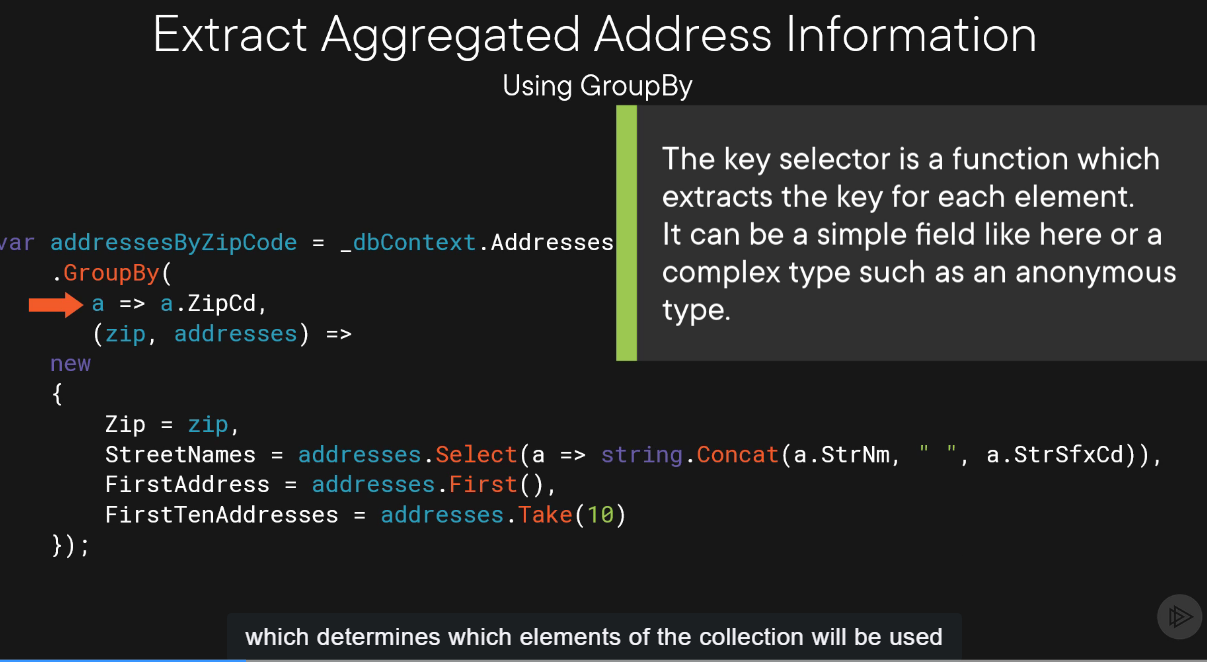 Extract Aggregated Address Information
Using GroupBy
The key selector is a function which
extracts the key for each element.
It can be a simple field like here or a
complex type such as an anonymous
type.
var addressesByZipCode = _dbContext.Addresses
.GroupBy(
a => a.ZipCd,
(zip, addresses) =>
new
{
Zip = zip,
StreetNames = addresses.Select(a => string.Concat(a.StrNm, " ", a.StrSfxCd)),
FirstAddress = addresses.First(),
FirstTenAddresses = addresses.Take(10)
});
which determines which elements of the collection will be used